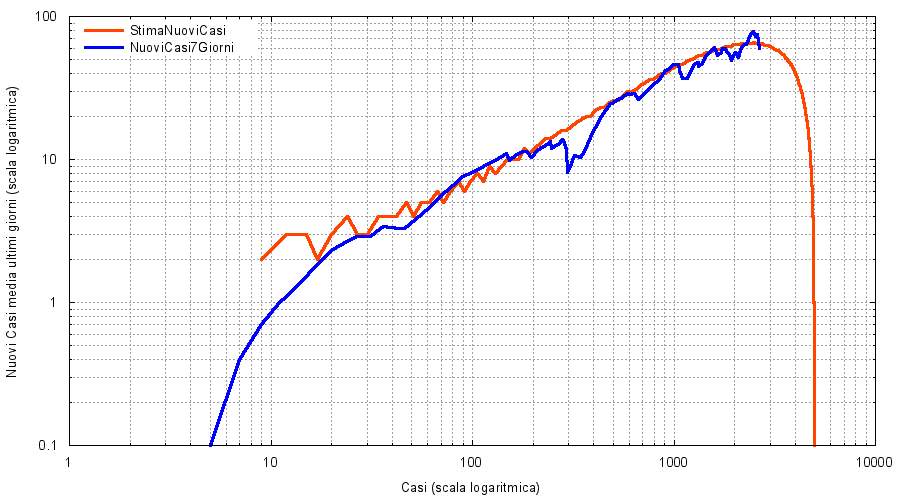 100
StimaNuoviCasi
NuoviCasi7Giorni
10
1
0.1
Nuovi Casi media ultimi giorni (scala logaritmica)
1
10
100
1000
10000
Casi (scala logaritmica)